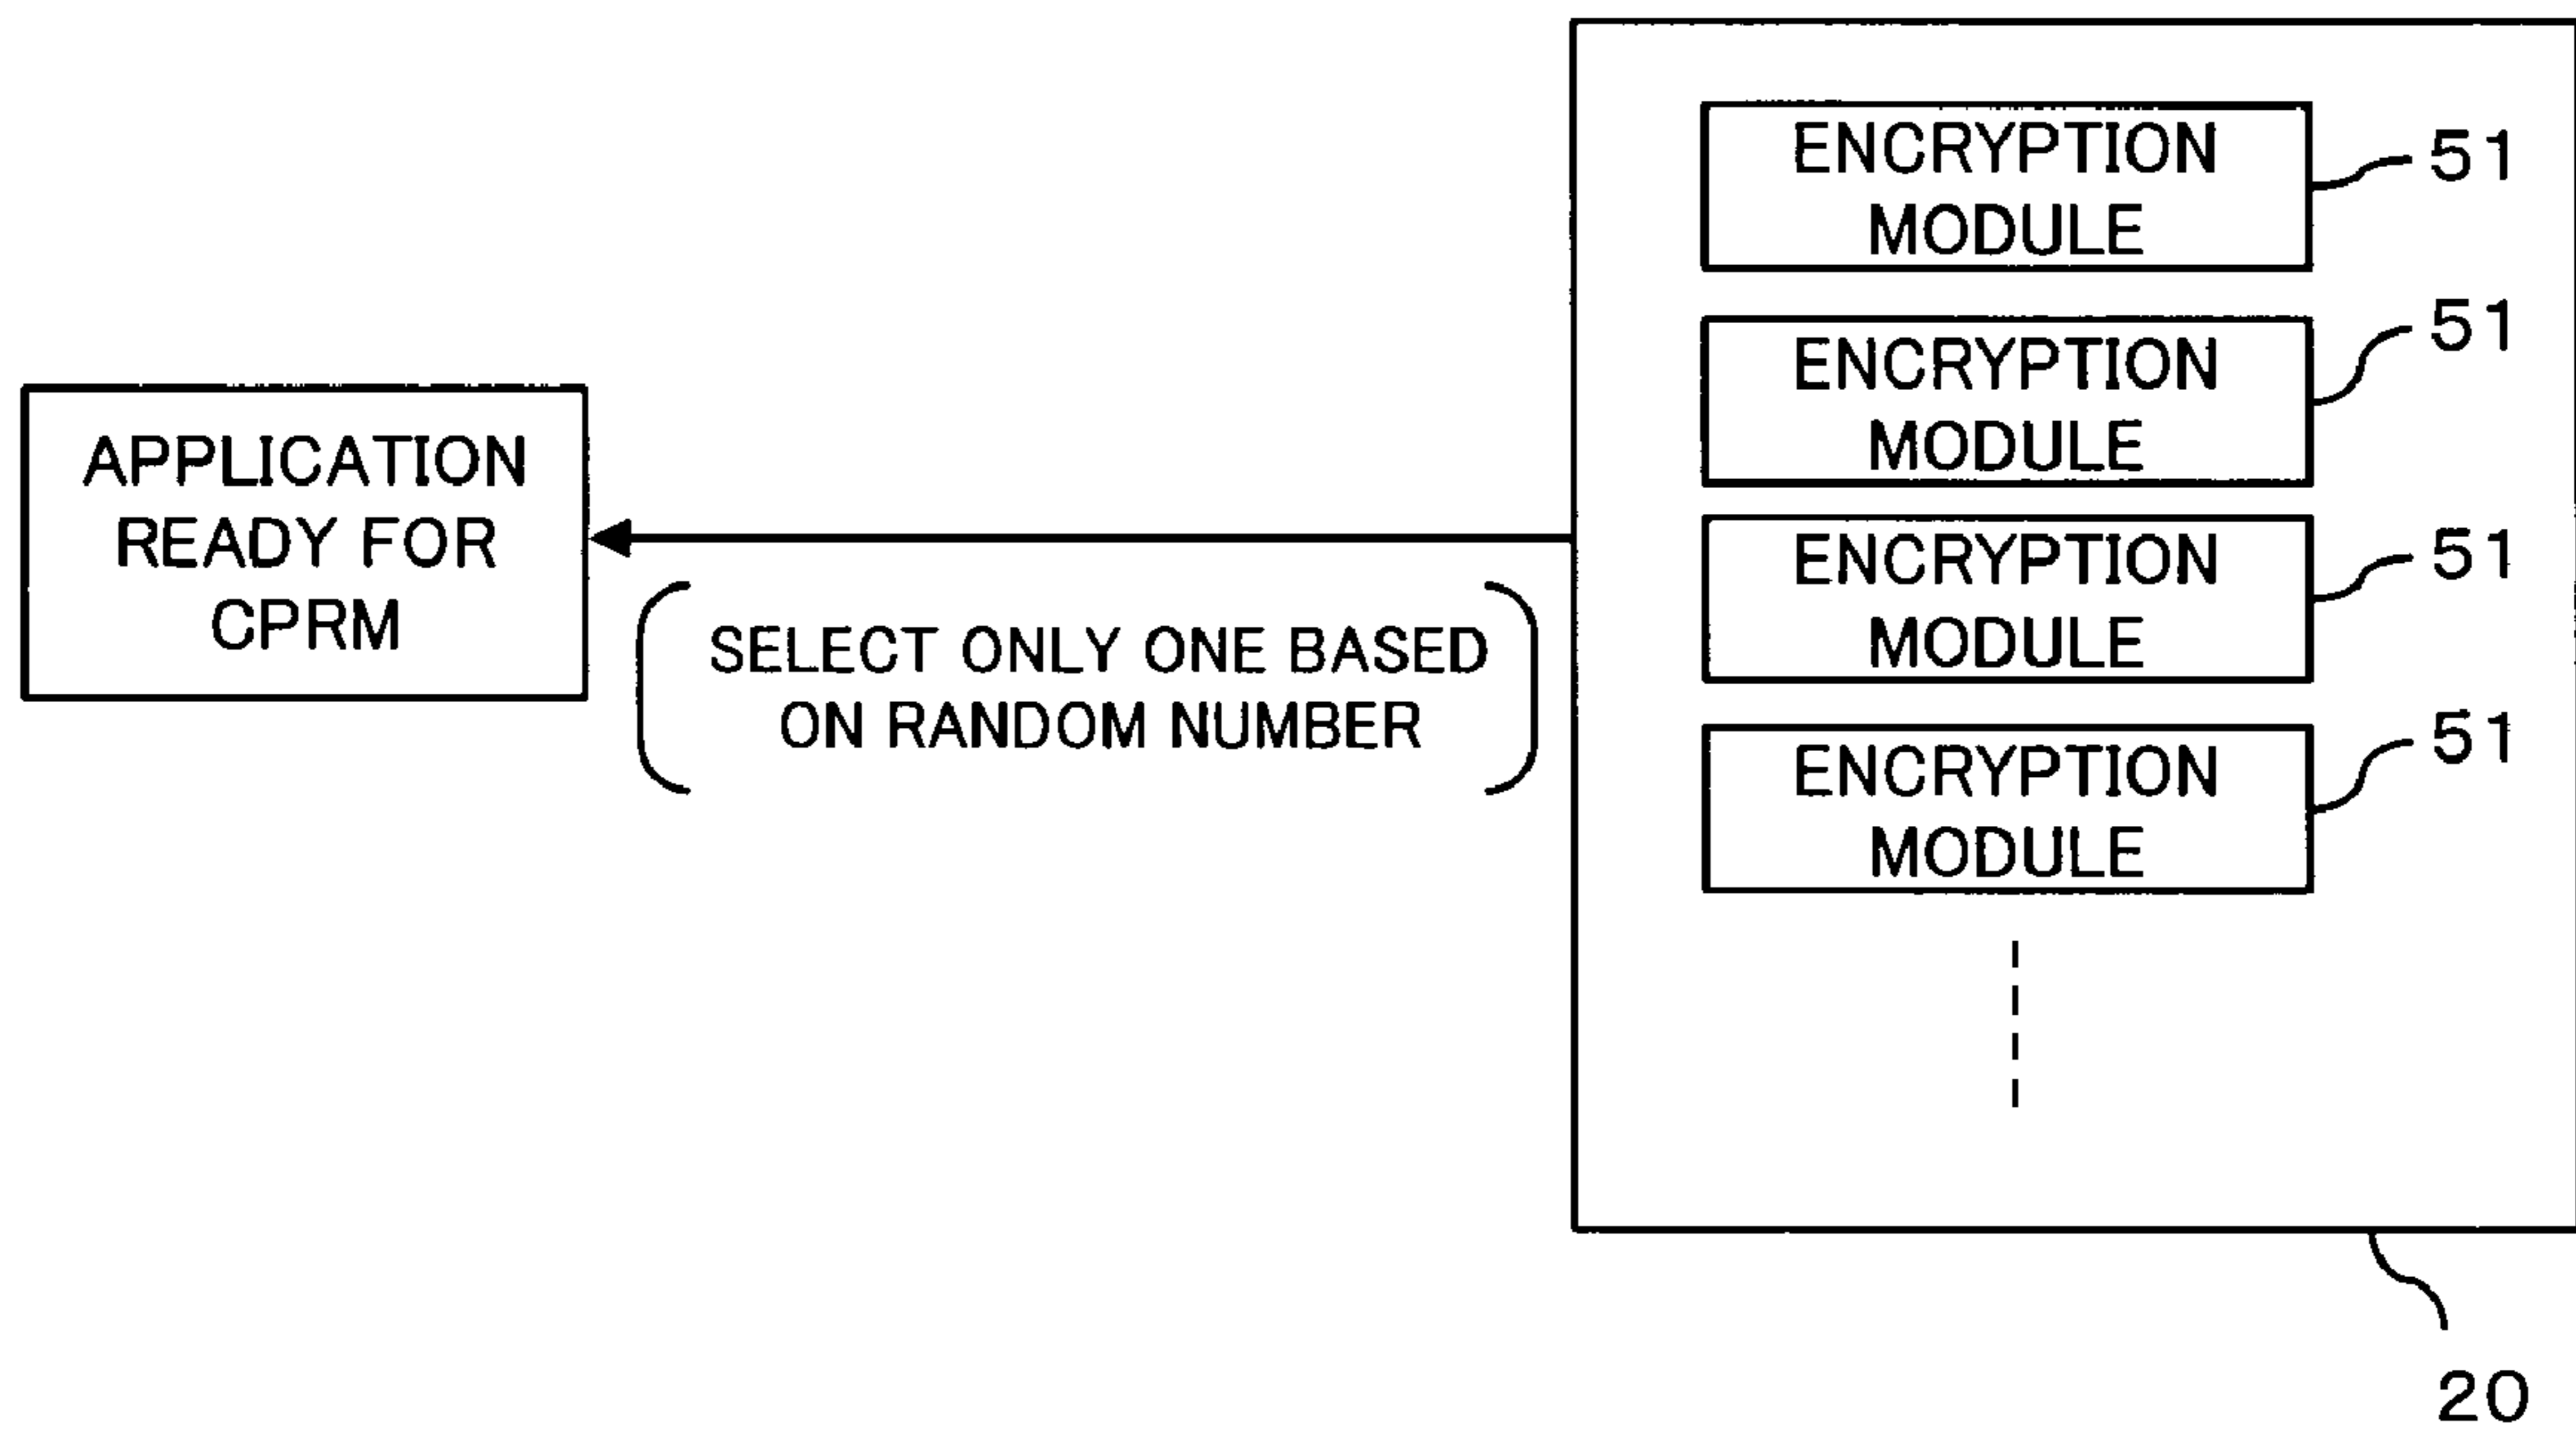 APPLICATION
READY FOR
CPRM
SELECT ONLY ONE BASED
ON RANDOM NUMBER
ENCRYPTION
MODULE
51
ENCRYPTION
MODULE
51
ENCRYPTION
MODULE
51
ENCRYPTION
MODULE
51
20